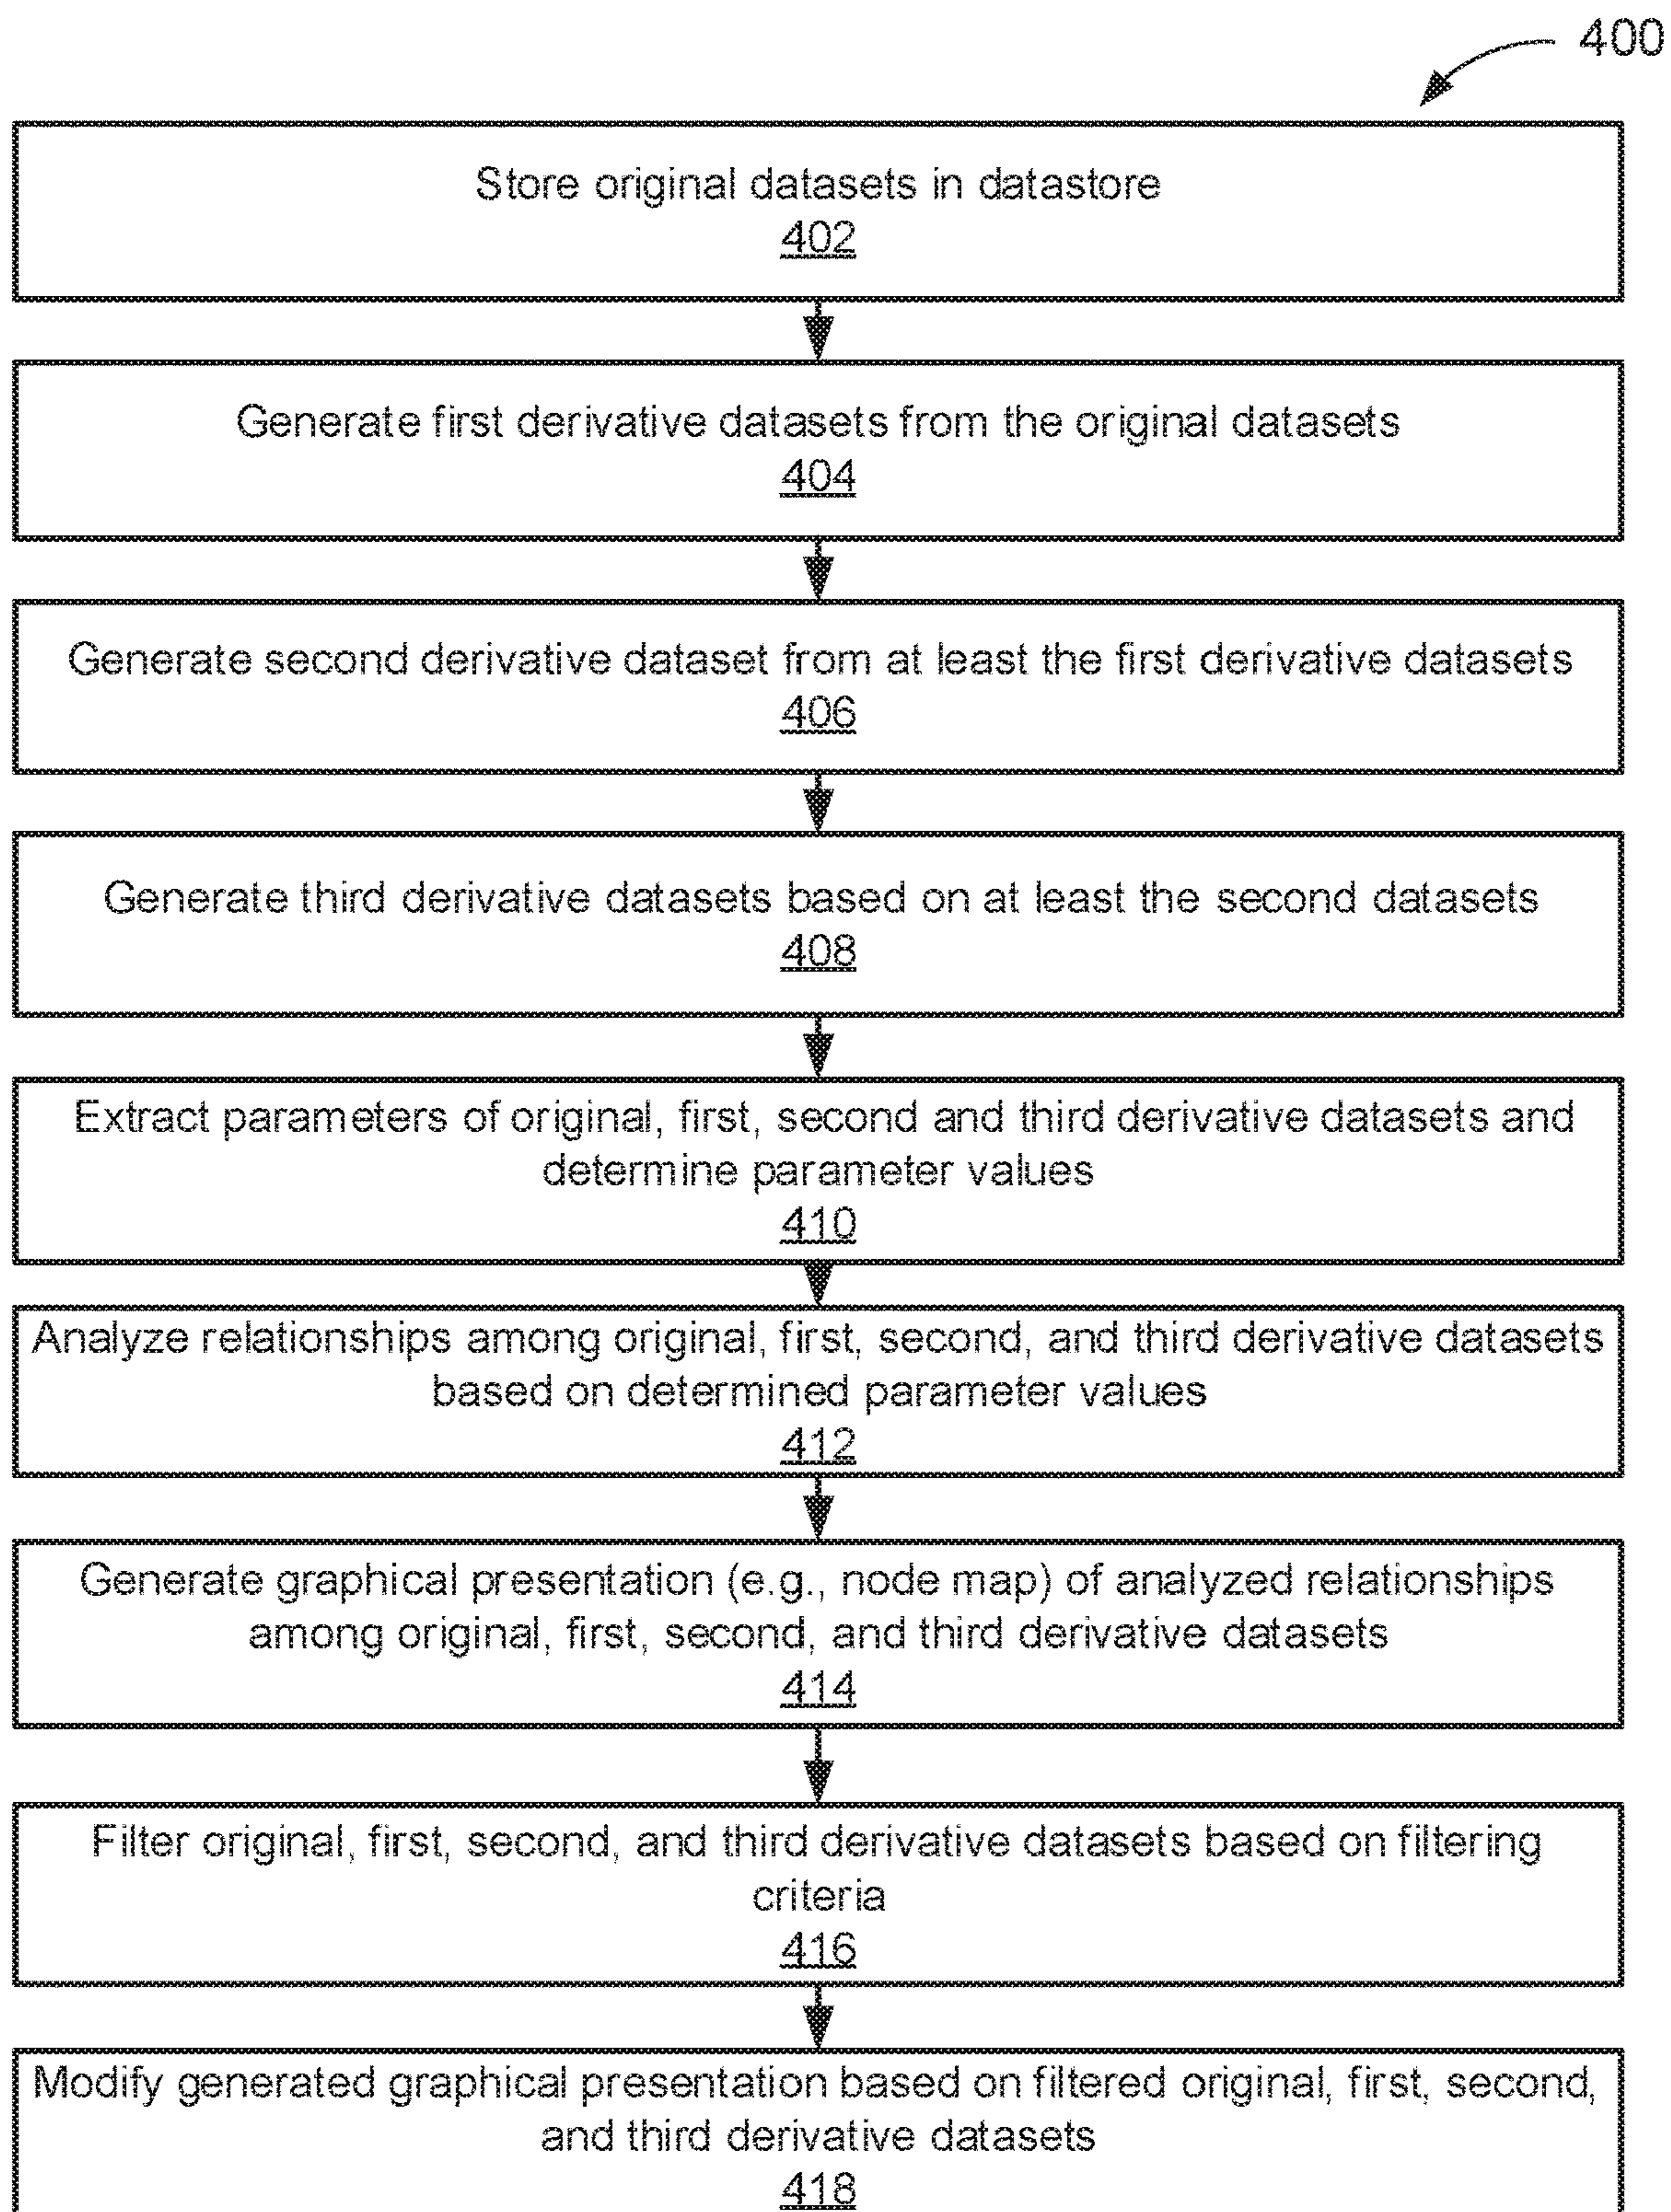 400
Store original datasets in datastore
402
Generate first derivative datasets from the original datasets
404
Generate second derivative dataset from at least the first derivative datasets
406
Generate third derivative datasets based on at least the second datasets
408
Extract parameters of original, first, second and third derivative datasets and
determine parameter values
410
Analyze relationships among original, first, second, and third derivative datasets
based on determined parameter values
412
Generate graphical presentation (e.g., node map) of analyzed relationships
among original, first, second, and third derivative datasets
414
Filter original, first, second, and third derivative datasets based on filtering
criteria
416
Modify generated graphical presentation based on filtered original, first, second,
and third derivative datasets
418